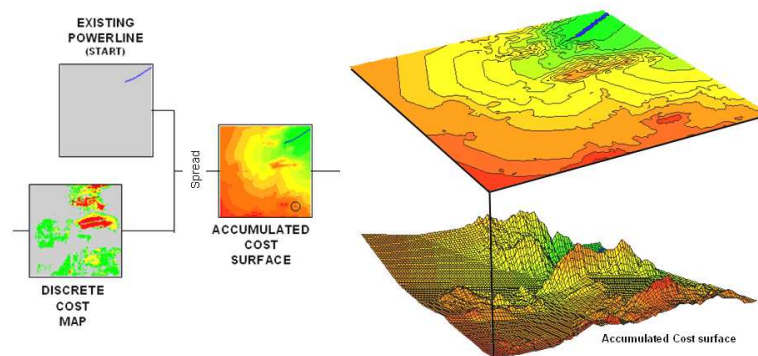 EXISTING
POWERLINE
(START)
Spread
DISCRETE
COST
MAP
ACCUMULATED
COST
SURFACE
Accumulated Cost surface